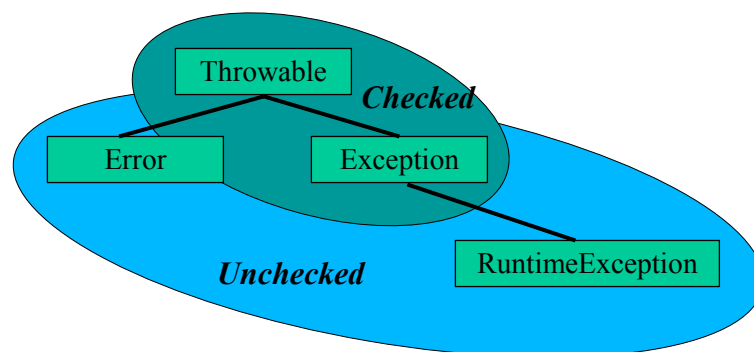 Throwable
Checked
Error
Exception
Unchecked
RuntimeException